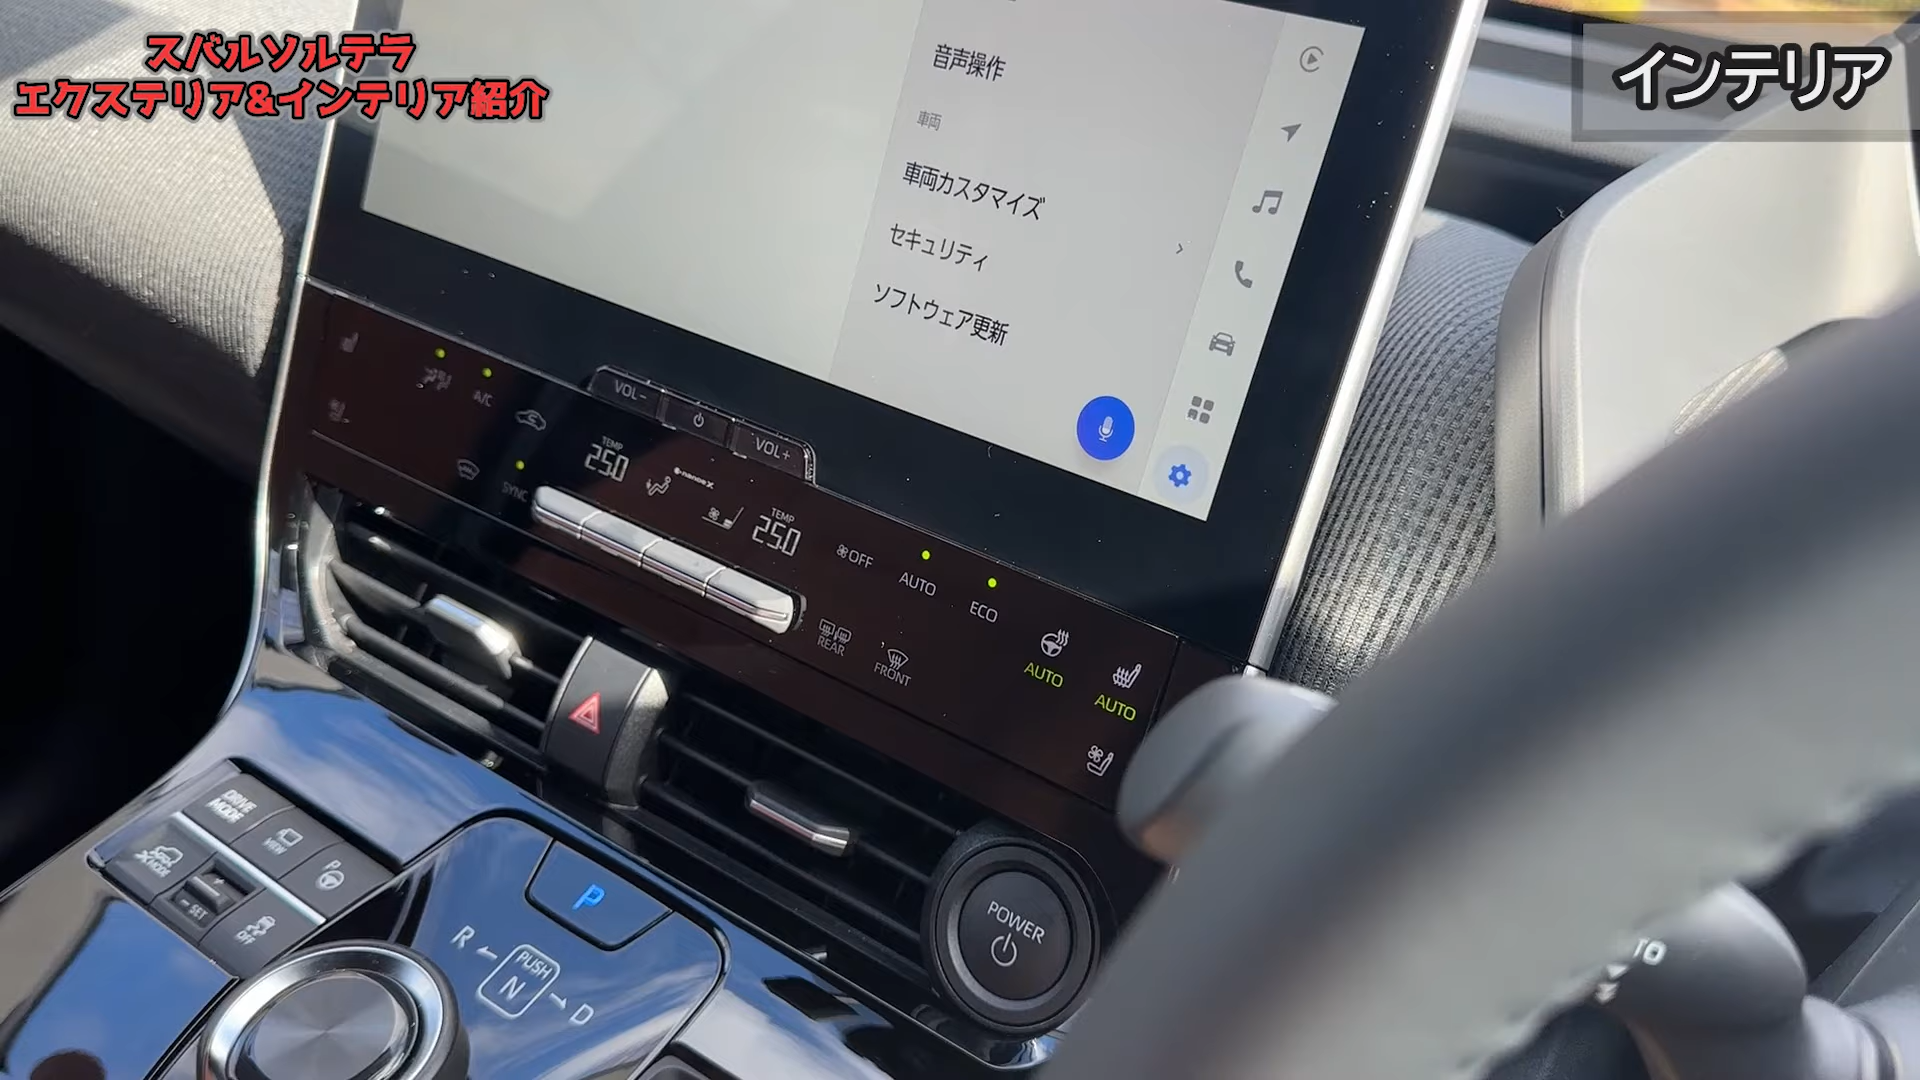 スバルソルテラ
エクステリア&インテリア紹介
インテリア
音声操作
車両
車両カスタマイズ
セキュリティ
ソフトウェア更新
VOL-
VOL+
A/C
SYNC
TEMP
25.0
nanoe X
TEMP
25.0
OFF
AUTO
ECO
REAR
FRONT
AUTO
AUTO
DRIVE
MODE
VIEW
X MODE
P
- SET
OFF
P
R
PUSH
N
D
POWER